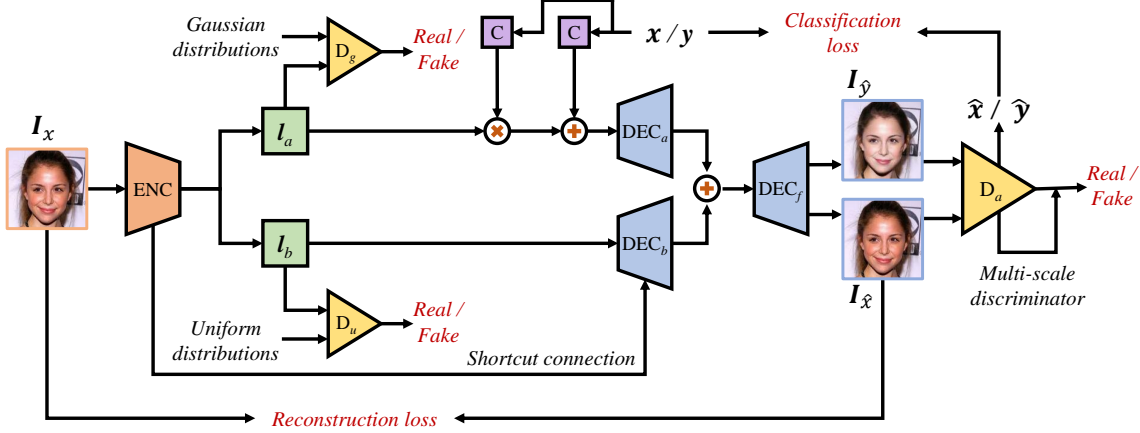 Gaussian
distributions
D_g
Real /
Fake
C
C
x / y
Classification
loss
I_x
l_a
DEC_a
I_ŷ
x̂ / ŷ
ENC
DEC_f
D_a
Real /
Fake
l_b
DEC_b
I_x̂
Multi-scale
discriminator
Uniform
distributions
D_u
Real /
Fake
Shortcut connection
Reconstruction loss